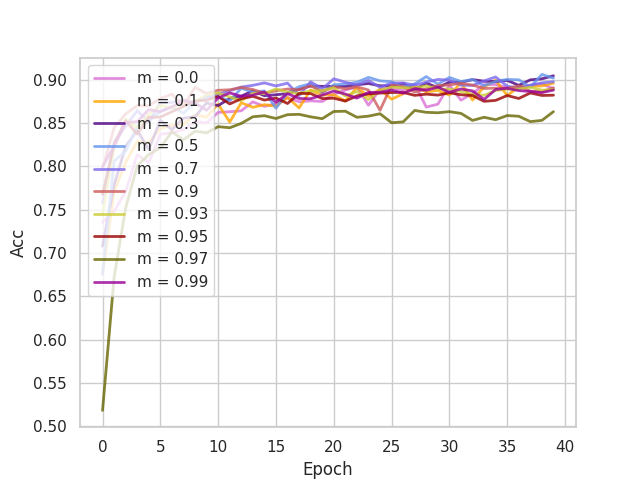 m = 0.0
m = 0.1
m = 0.3
m = 0.5
m = 0.7
m = 0.9
m = 0.93
m = 0.95
m = 0.97
m = 0.99
0.90
0.85
0.80
0.75
0.70
0.65
0.60
0.55
0.50
Acc
0 5 10 15 20 25 30 35 40
Epoch